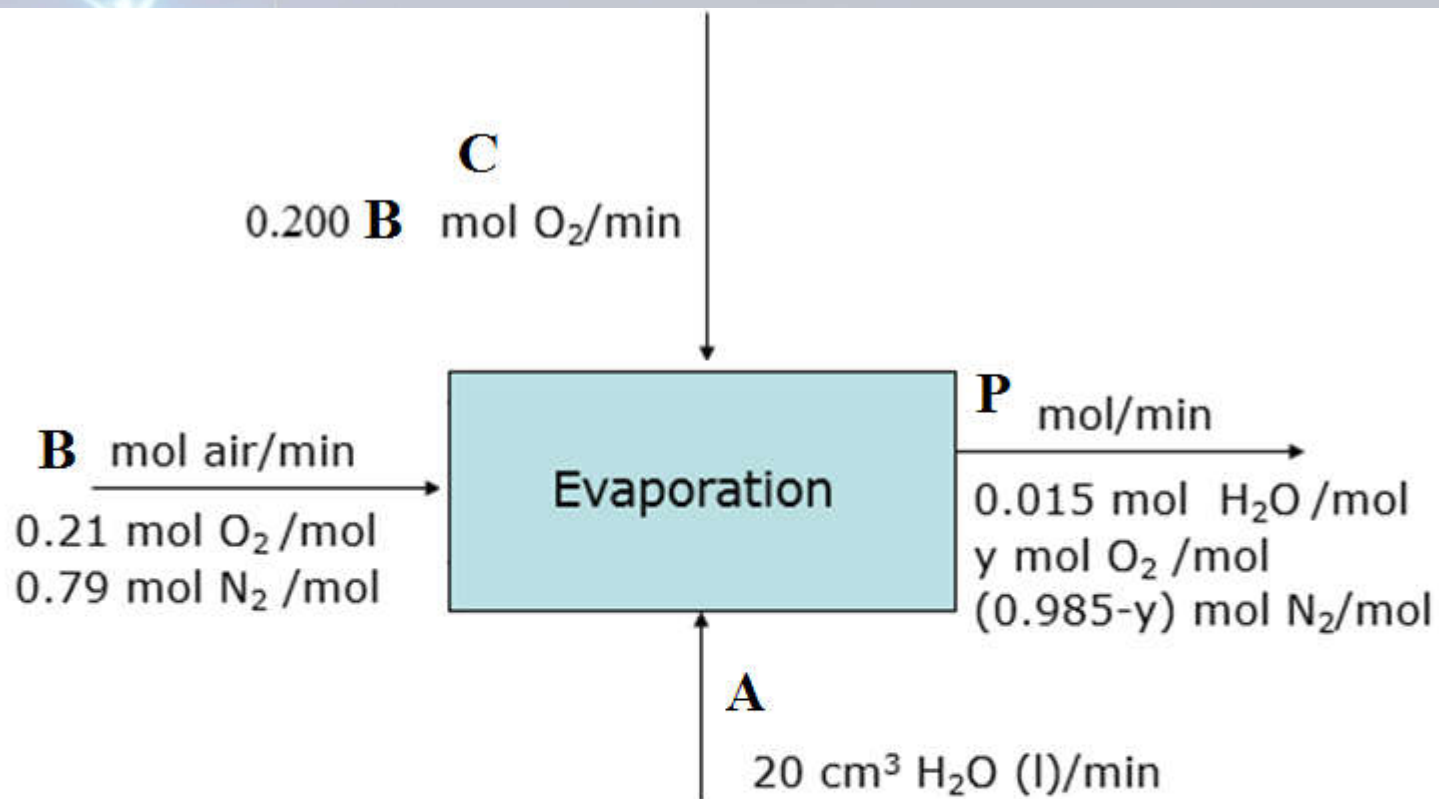 C
0.200 B mol O₂/min
B mol air/min
0.21 mol O₂/mol
0.79 mol N₂/mol
Evaporation
P mol/min
0.015 mol H₂O/mol
y mol O₂/mol
(0.985-y) mol N₂/mol
A
20 cm³ H₂O (l)/min